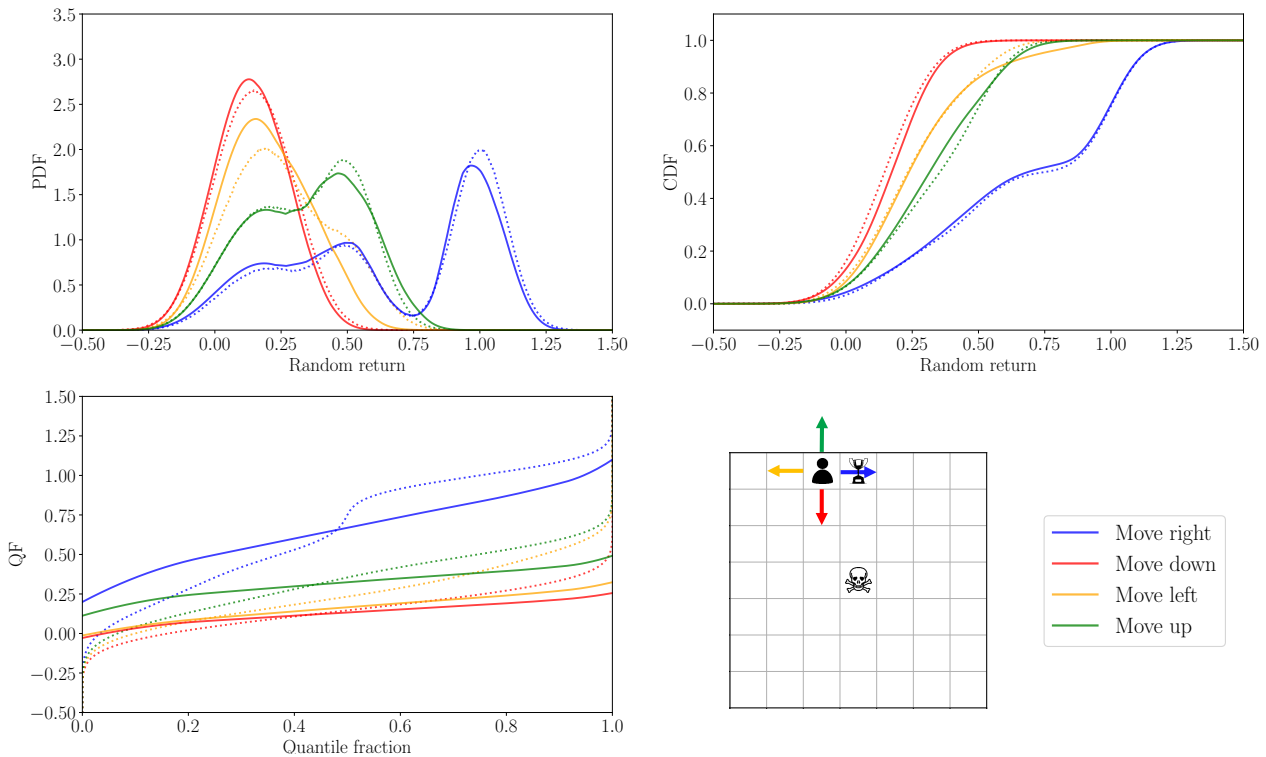 3.5
3.0
2.5
2.0
1.5
1.0
0.5
0.0
PDF
−0.50 −0.25 0.00 0.25 0.50 0.75 1.00 1.25 1.50
Random return
1.0
0.8
0.6
0.4
0.2
0.0
CDF
−0.50 −0.25 0.00 0.25 0.50 0.75 1.00 1.25 1.50
Random return
1.50
1.25
1.00
0.75
0.50
0.25
0.00
−0.25
−0.50
QF
0.0 0.2 0.4 0.6 0.8 1.0
Quantile fraction
Move right
Move down
Move left
Move up